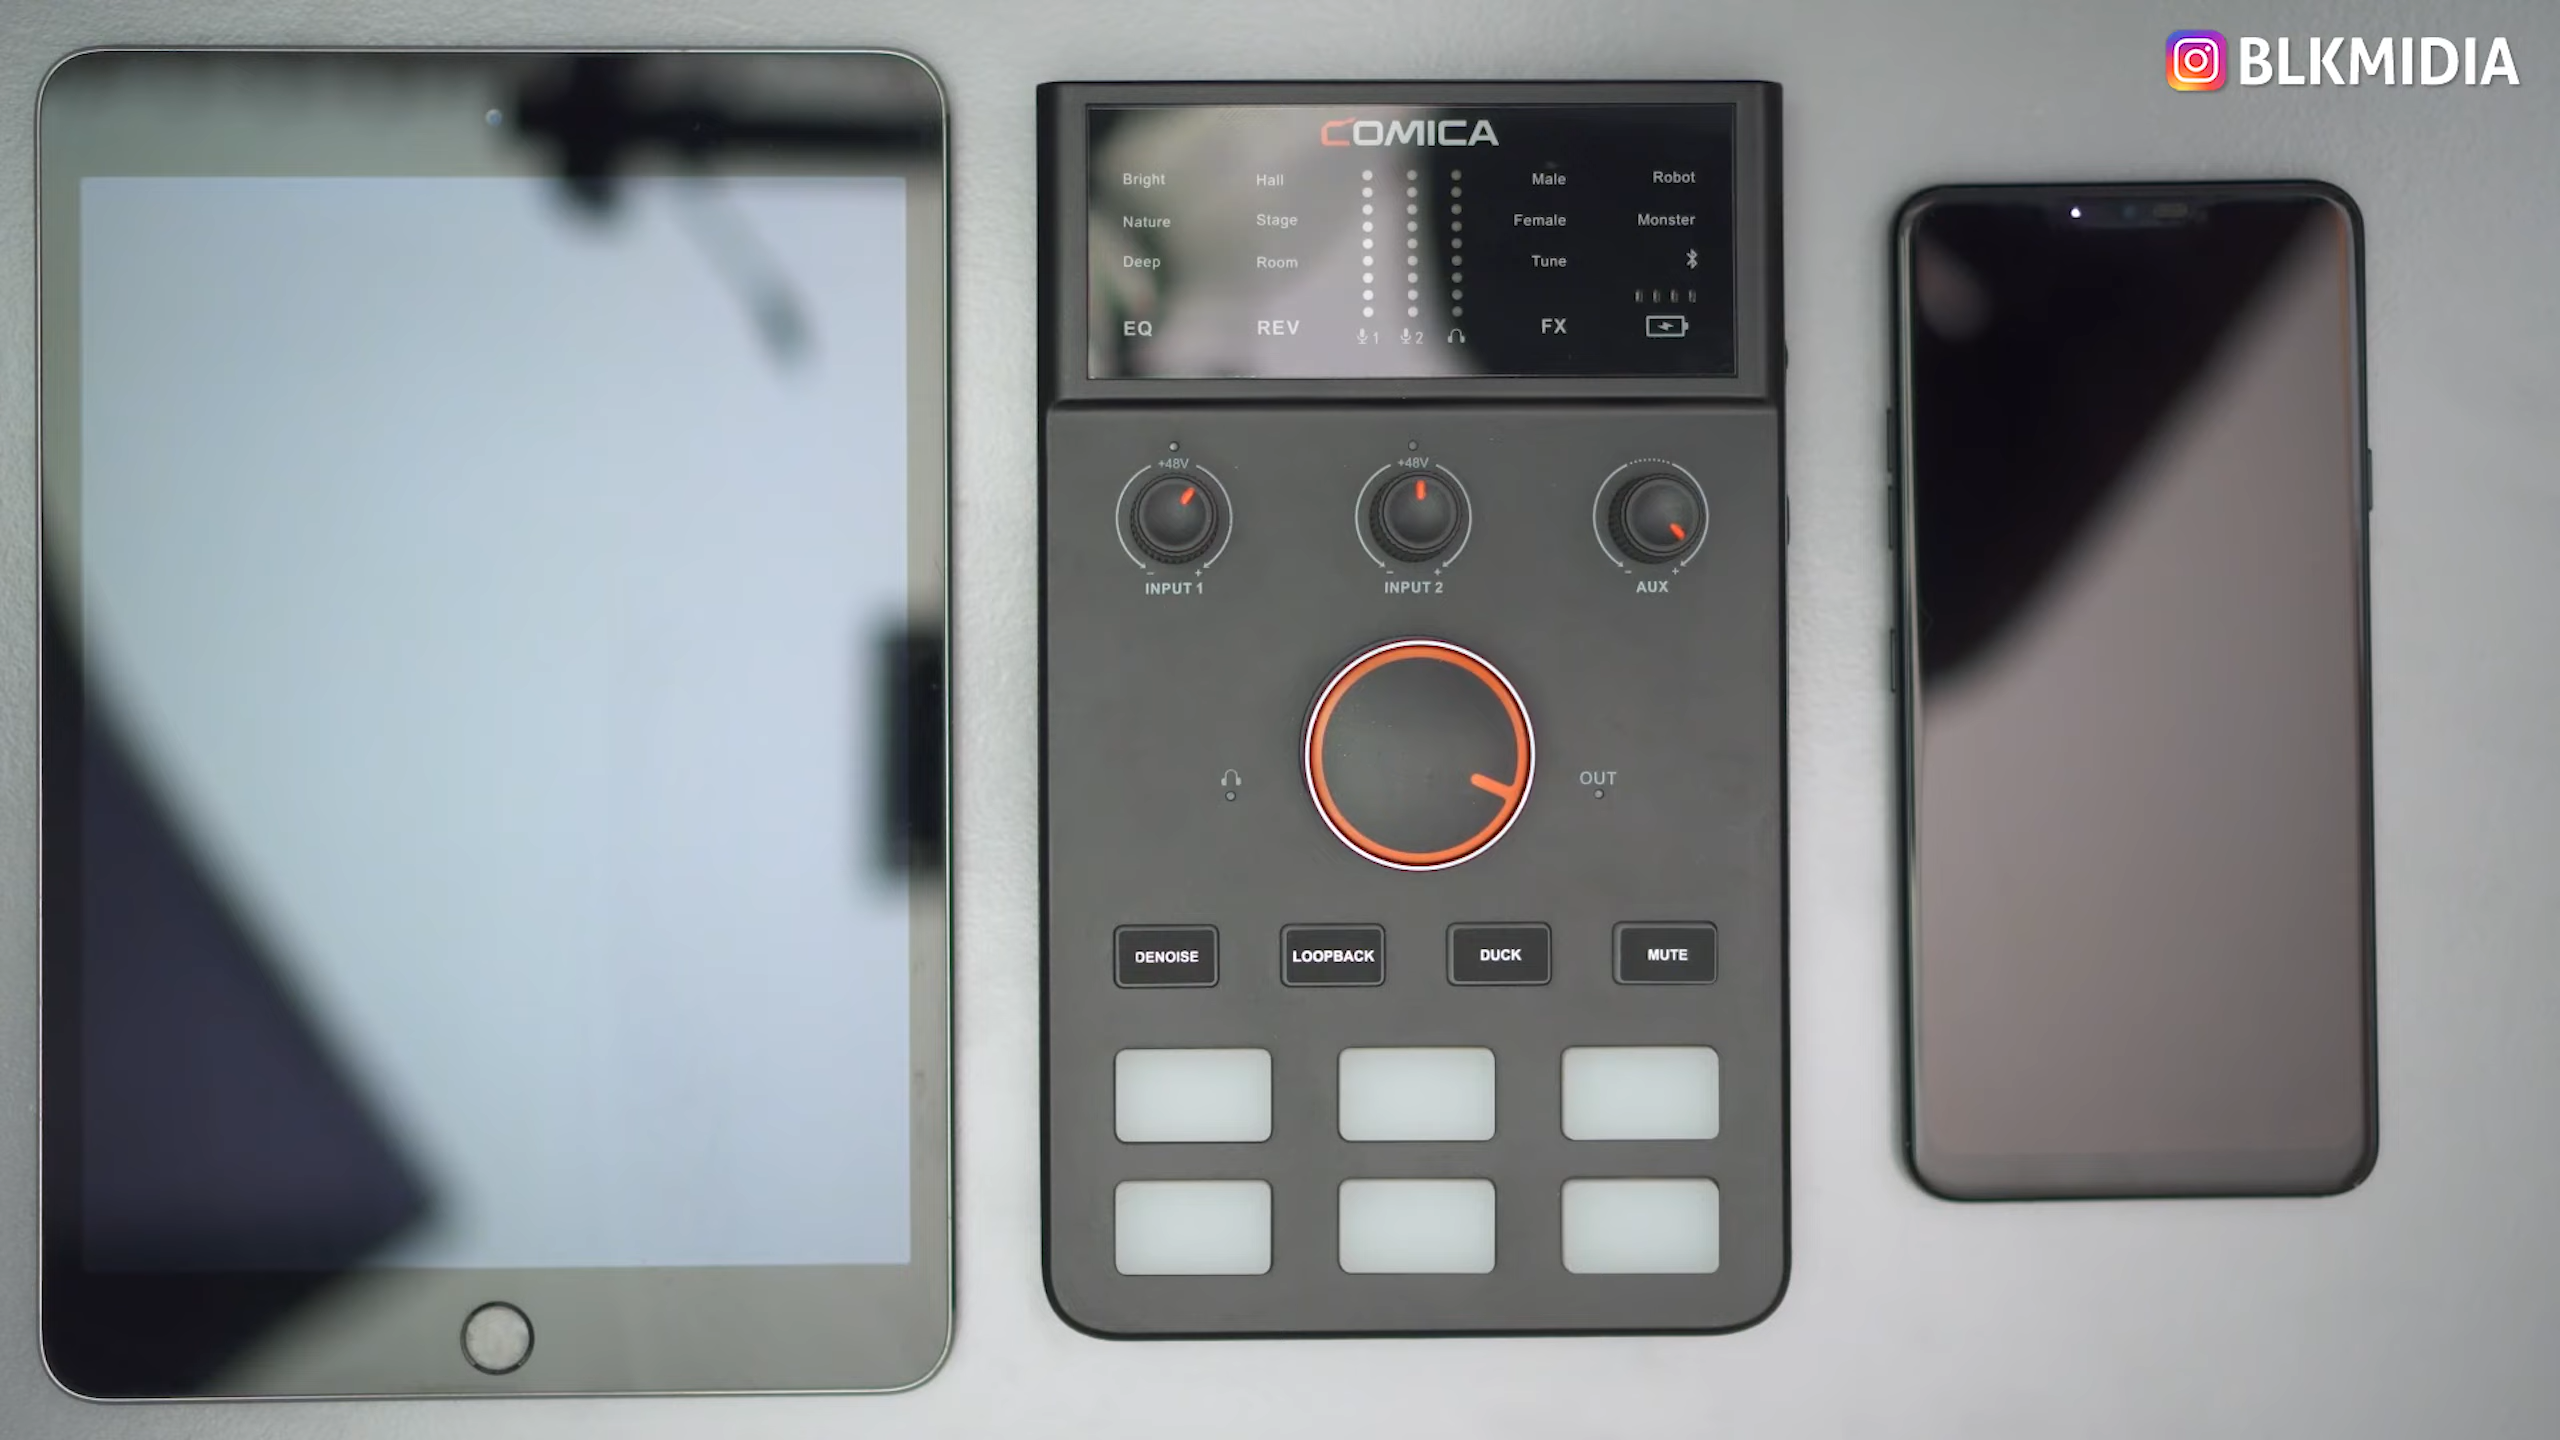 BLKMIDIA
COMICA
Bright Hall Male Robot
Nature Stage Female Monster
Deep Room Tune
EQ REV 1 2 FX
+48V +48V
INPUT 1 INPUT 2 AUX
OUT
DENOISE LOOPBACK DUCK MUTE